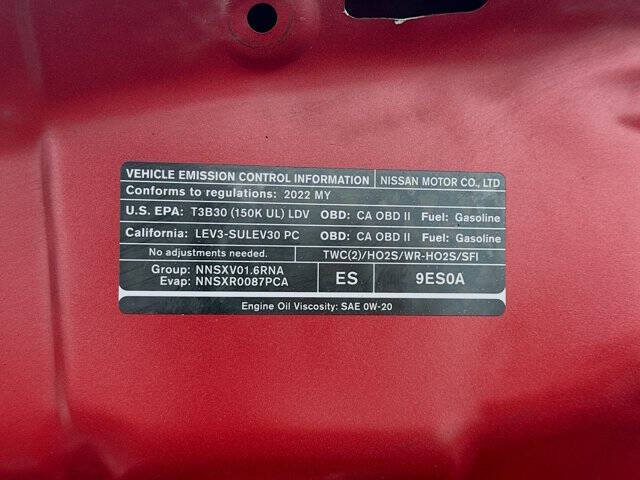 VEHICLE EMISSION CONTROL INFORMATION NISSAN MOTOR CO., LTD
Conforms to regulations: 2022 MY
U.S. EPA: T3B30 (150K UL) LDV OBD: CA OBD II Fuel: Gasoline
California: LEV3-SULEV30 PC OBD: CA OBD II Fuel: Gasoline
No adjustments needed. TWC(2)/HO2S/WR-HO2S/SFI
Group: NNSXV01.6RNA
Evap: NNSXR0087PCA
ES
9ES0A
Engine Oil Viscosity: SAE 0W-20